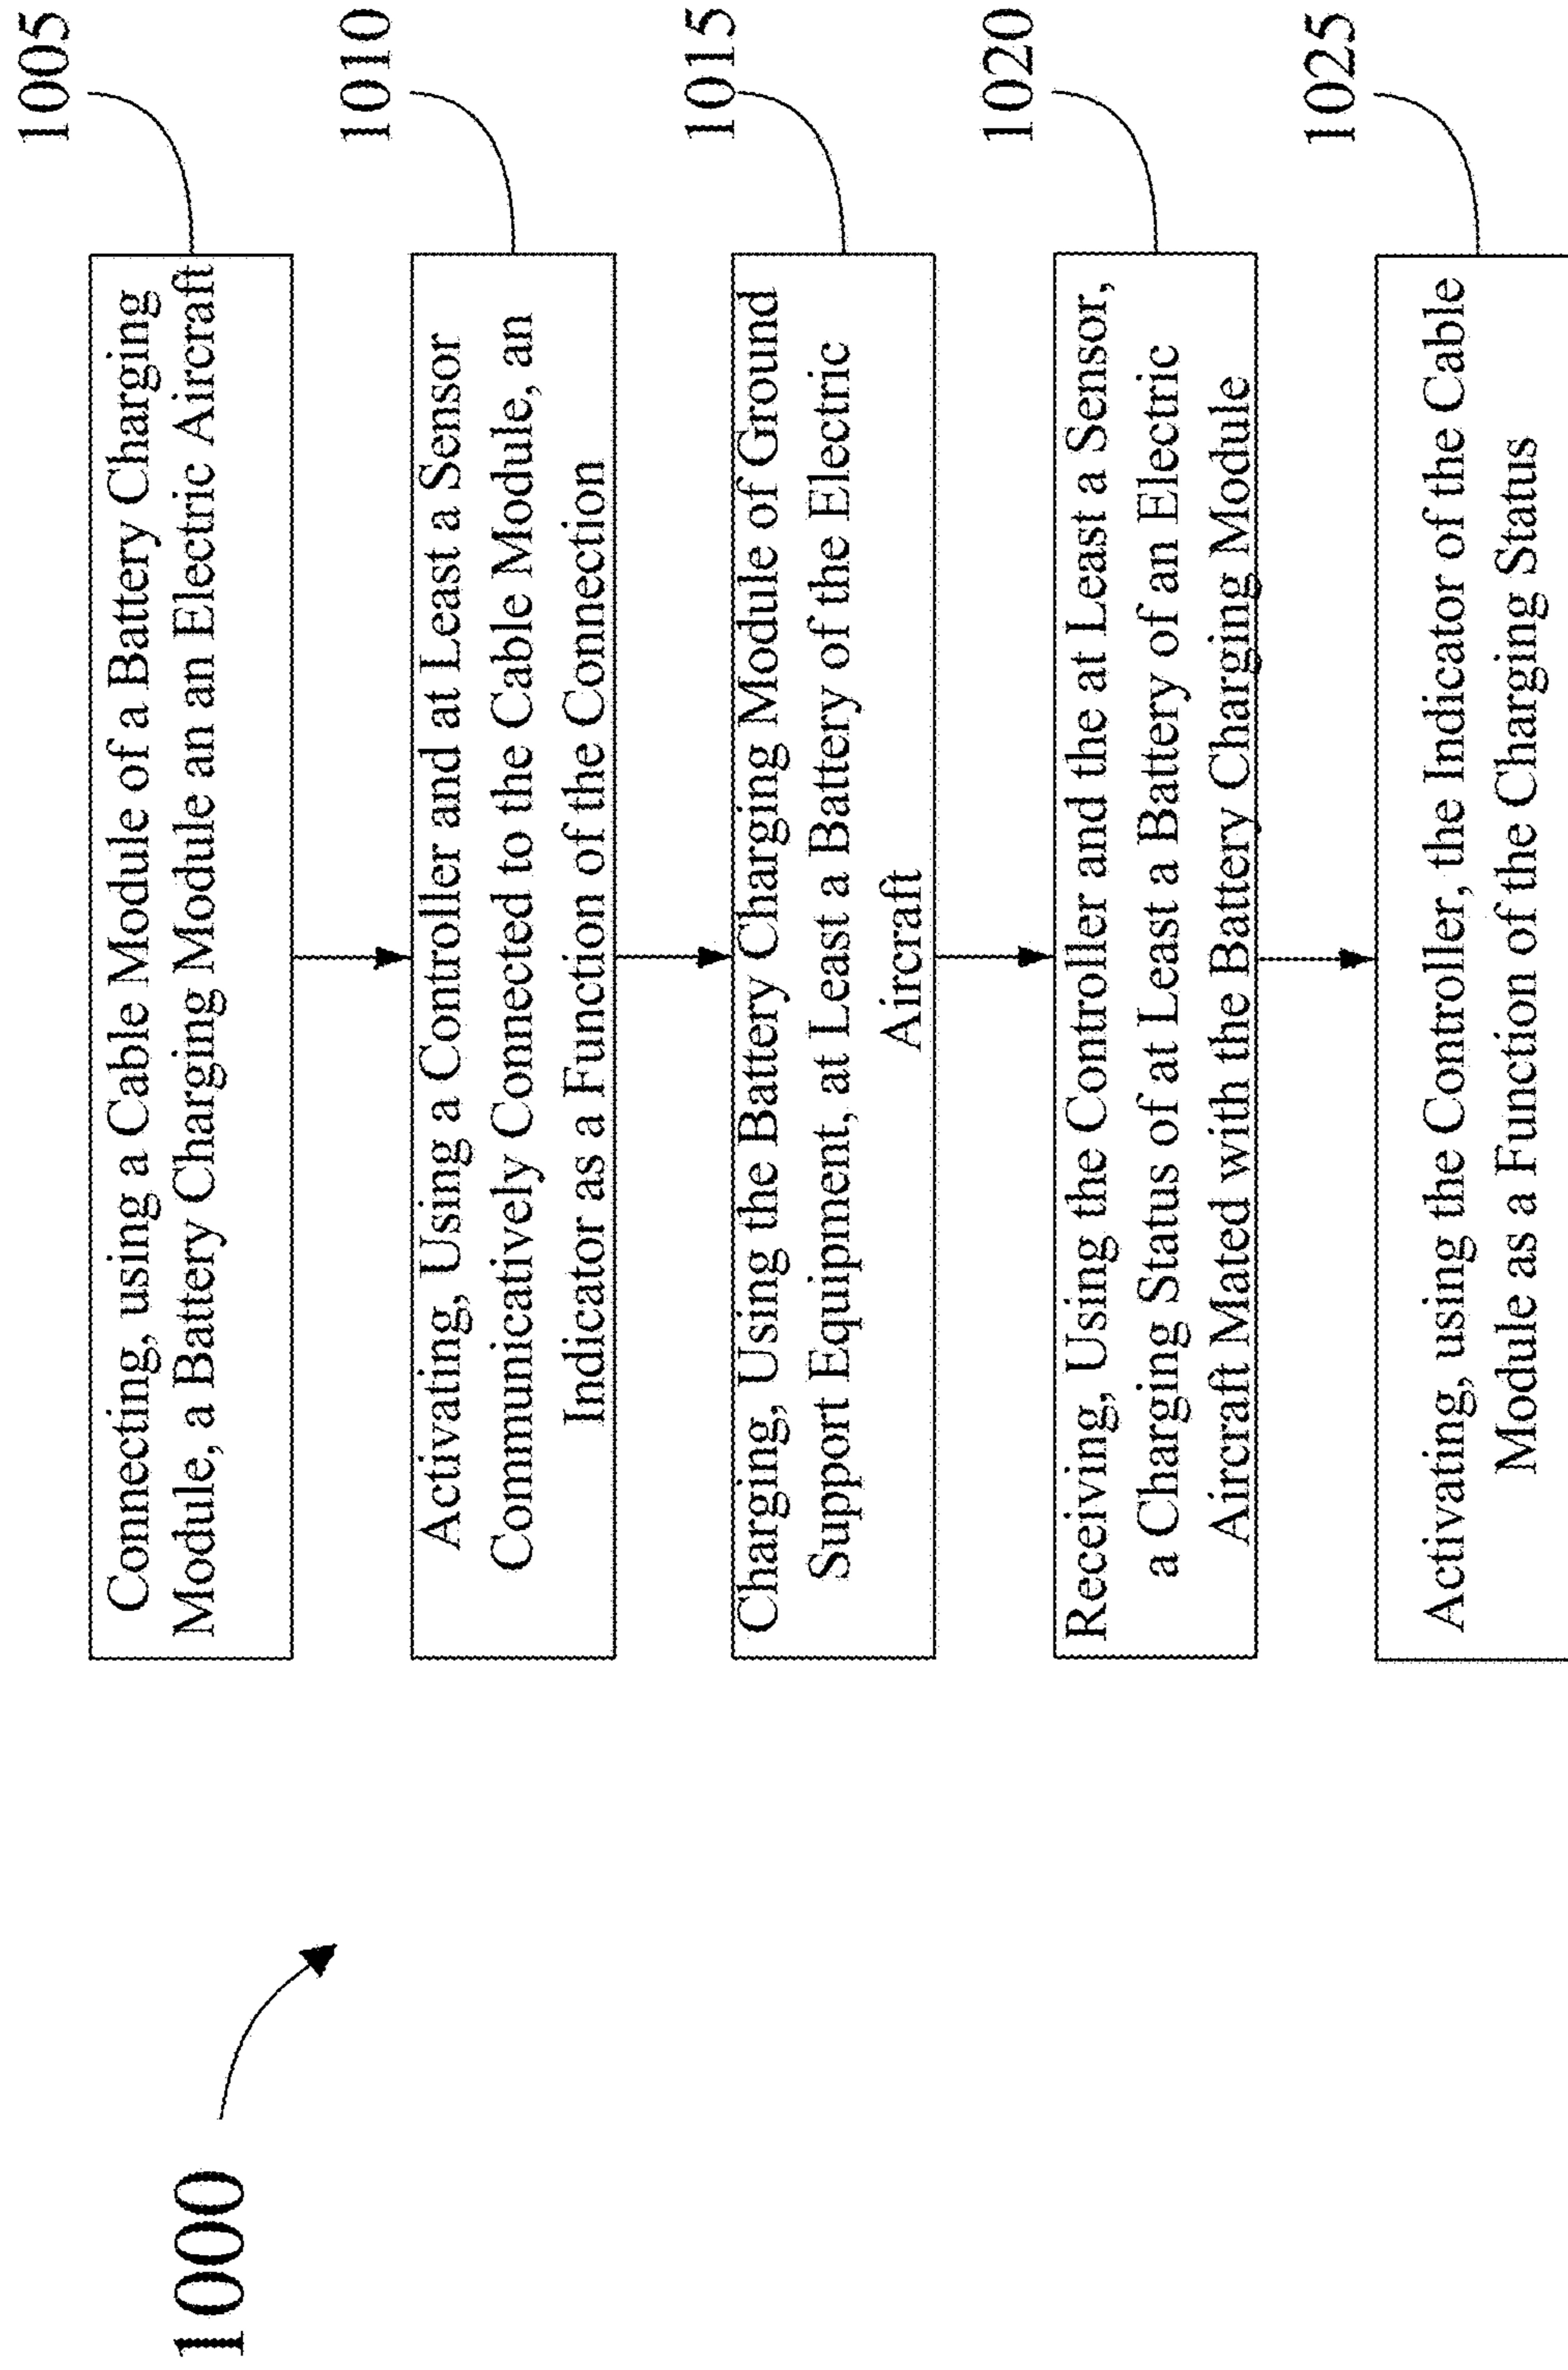 1000
1005
Connecting, using a Cable Module of a Battery Charging
Module, a Battery Charging Module an an Electric Aircraft
1010
Activating, Using a Controller and at Least a Sensor
Communicatively Connected to the Cable Module, an
Indicator as a Function of the Connection
1015
Charging, Using the Battery Charging Module of Ground
Support Equipment, at Least a Battery of the Electric
Aircraft
1020
Receiving, Using the Controller and the at Least a Sensor,
a Charging Status of at Least a Battery of an Electric
Aircraft Mated with the Battery Charging Module
1025
Activating, using the Controller, the Indicator of the Cable
Module as a Function of the Charging Status